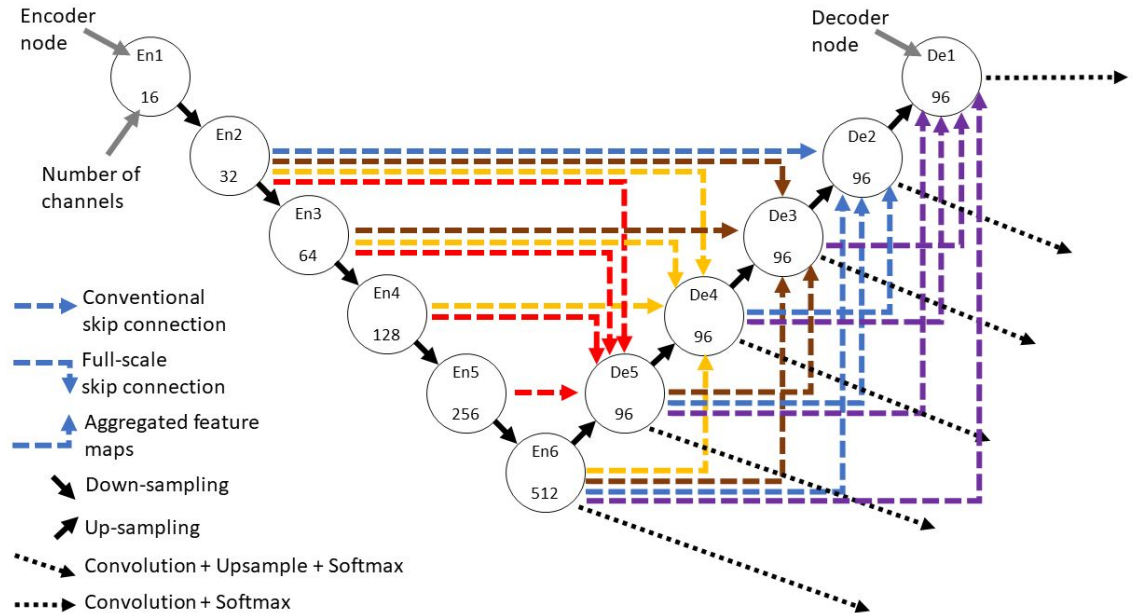 Encoder
node
En1
16
Number of
channels
En2
32
En3
64
En4
128
En5
256
En6
512
Decoder
node
De1
96
De2
96
De3
96
De4
96
De5
96
Conventional
skip connection
Full-scale
skip connection
Aggregated feature
maps
Down-sampling
Up-sampling
Convolution + Upsample + Softmax
Convolution + Softmax